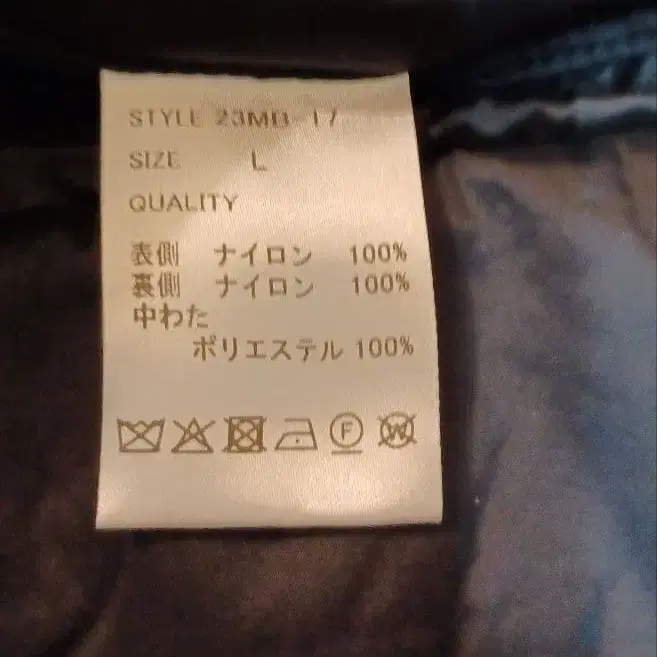 STYLE 23MB-17
SIZE L
QUALITY
表側 ナイロン 100%
裏側 ナイロン 100%
中わた
ポリエステル 100%
F
W